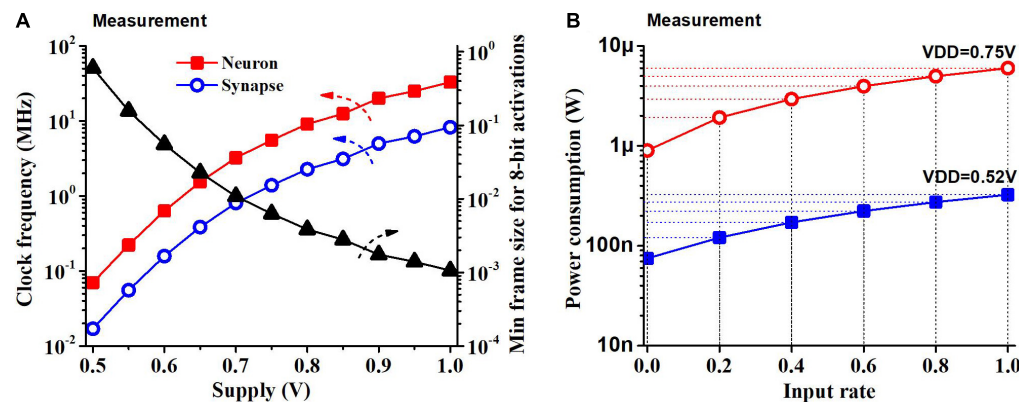 A
Measurement
Clock frequency (MHz)
10²
10¹
10⁰
10⁻¹
10⁻²
Neuron
Synapse
10⁰
10⁻¹
10⁻²
10⁻³
10⁻⁴
Min frame size for 8-bit activations
0.5 0.6 0.7 0.8 0.9 1.0
Supply (V)
B
Measurement
Power consumption (W)
10μ
1μ
100n
10n
VDD=0.75V
VDD=0.52V
0.0 0.2 0.4 0.6 0.8 1.0
Input rate